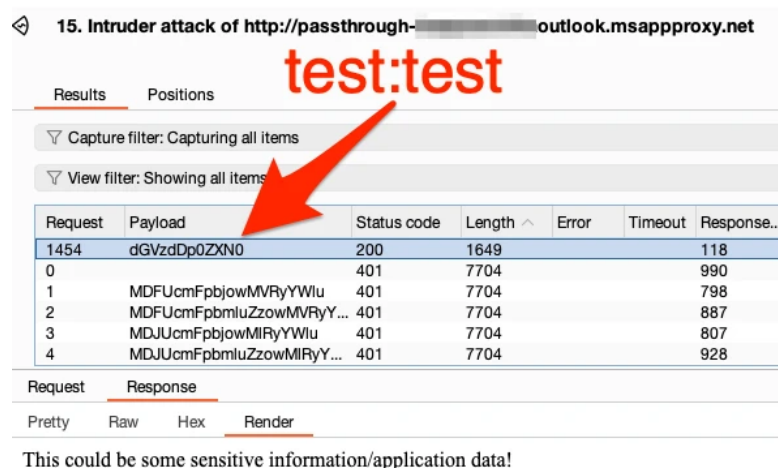 15. Intruder attack of http://passthrough- outlook.msappproxy.net
test:test
Results Positions
Capture filter: Capturing all items
View filter: Showing all items
Request Payload Status code Length Error Timeout Response...
1454 dGVzdDp0ZXN0 200 1649 118
0 401 7704 990
1 MDFUcmFpbjowMVRyYWlu 401 7704 798
2 MDFUcmFpbmluZzowMVRyY... 401 7704 887
3 MDJUcmFpbjowMlRyYWlu 401 7704 807
4 MDJUcmFpbmluZzowMlRyY... 401 7704 928
Request Response
Pretty Raw Hex Render
This could be some sensitive information/application data!